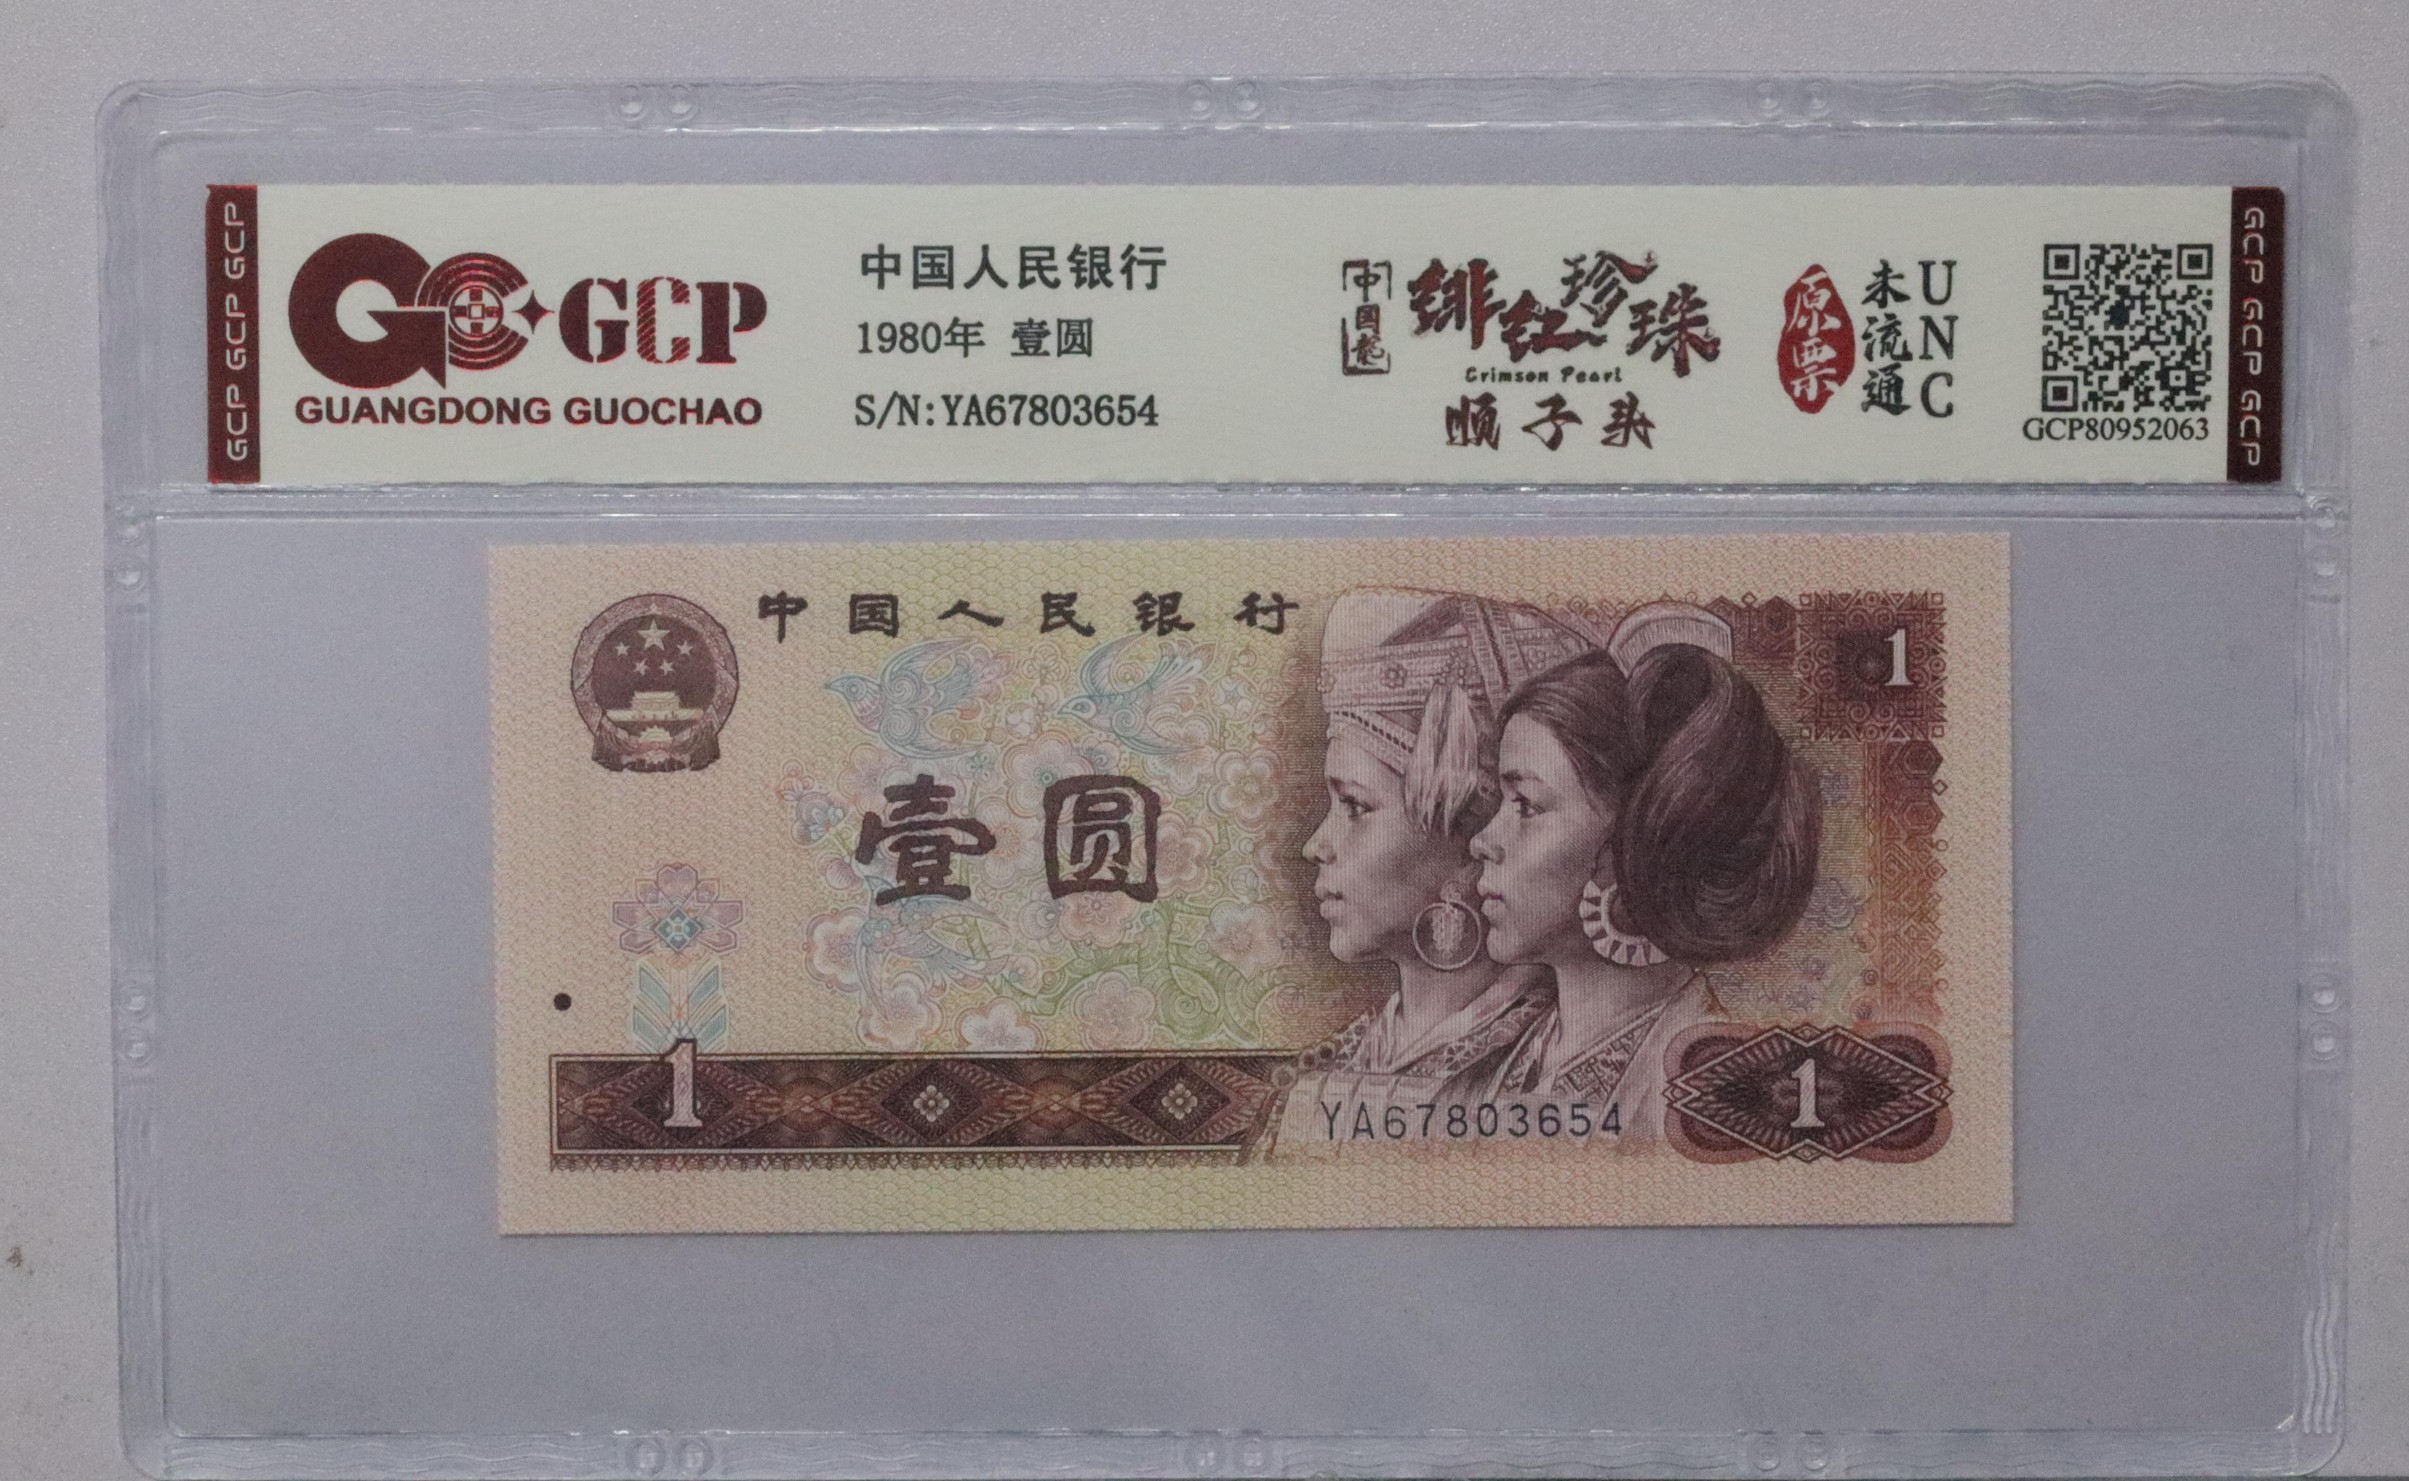 GCP GCP GCP
GCP
GUANGDONG GUOCHAO
中国人民银行
1980年 壹圆
S/N:YA67803654
中国龙
绯红珍珠
Crimson Pearl
顺子头
原票
未流通
UNC
GCP80952063
GCP GCP GCP
中国人民银行
1
壹圆
1
YA67803654
1